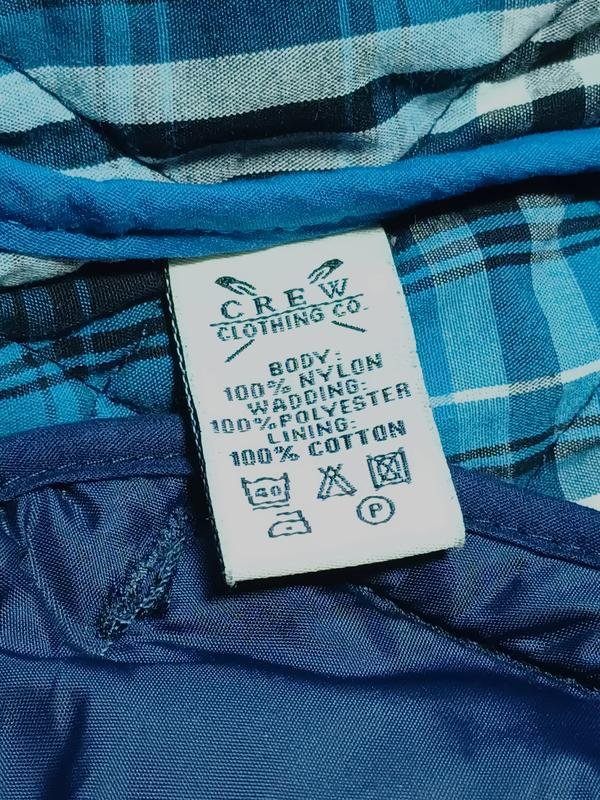 CREW
CLOTHING CO.
BODY:
100% NYLON
WADDING:
100% POLYESTER
LINING:
100% COTTON
40
P